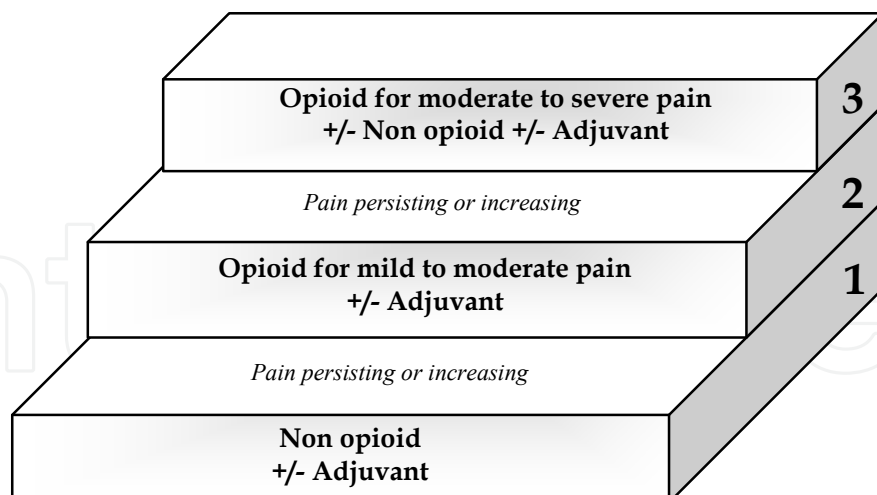 Opioid for moderate to severe pain
+/- Non opioid +/- Adjuvant
3
Pain persisting or increasing
2
Opioid for mild to moderate pain
+/- Adjuvant
1
Pain persisting or increasing
Non opioid
+/- Adjuvant